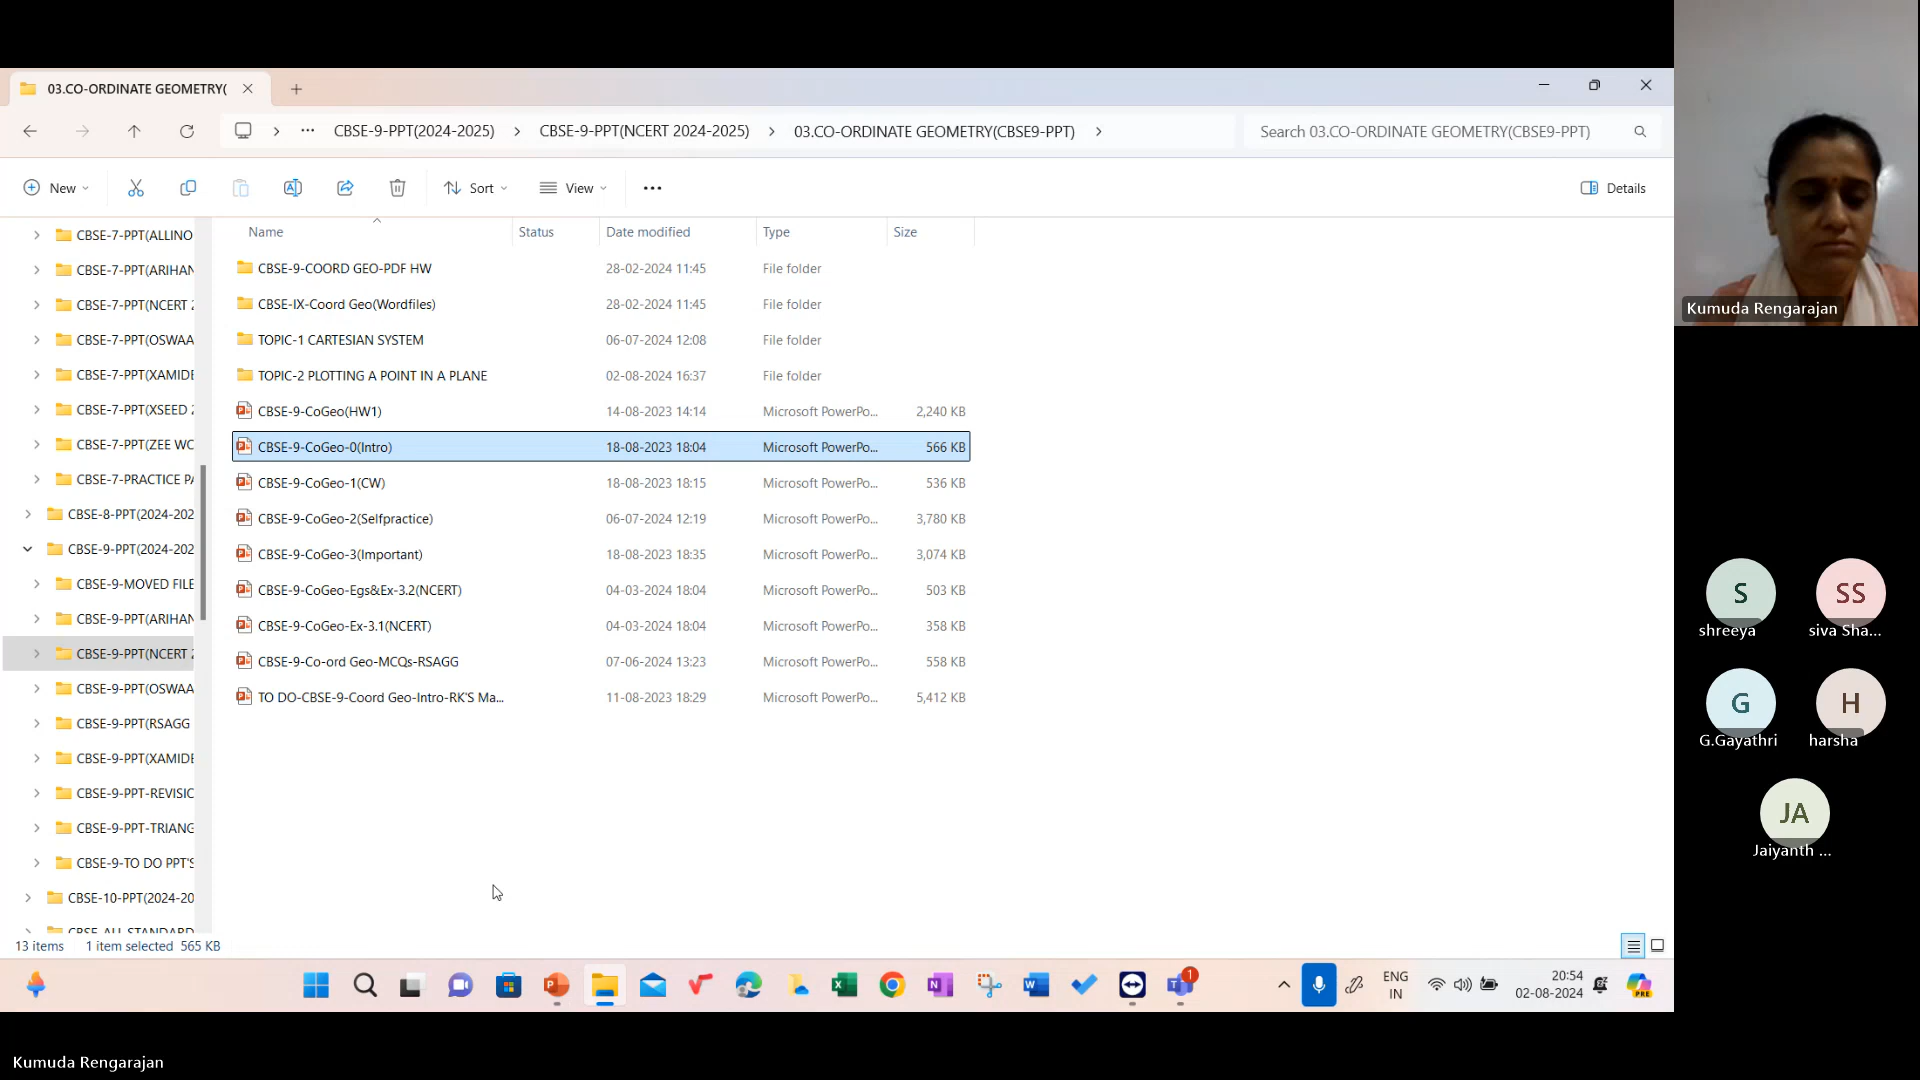 03.CO-ORDINATE GEOMETRY(
CBSE-9-PPT(2024-2025) CBSE-9-PPT(NCERT 2024-2025) 03.CO-ORDINATE GEOMETRY(CBSE9-PPT)
Search 03.CO-ORDINATE GEOMETRY(CBSE9-PPT)
New Sort View Details
Name Status Date modified Type Size
CBSE-7-PPT(ALLINO
CBSE-7-PPT(ARIHAN
CBSE-7-PPT(NCERT 2
CBSE-7-PPT(OSWAA
CBSE-7-PPT(XAMIDE
CBSE-7-PPT(XSEED 2
CBSE-7-PPT(ZEE WO
CBSE-7-PRACTICE PA
CBSE-8-PPT(2024-202
CBSE-9-PPT(2024-202
CBSE-9-MOVED FILE
CBSE-9-PPT(ARIHAN
CBSE-9-PPT(NCERT 2
CBSE-9-PPT(OSWAA
CBSE-9-PPT(RSAGG
CBSE-9-PPT(XAMIDE
CBSE-9-PPT-REVISIO
CBSE-9-PPT-TRIANG
CBSE-9-TO DO PPT'S
CBSE-10-PPT(2024-20
CBSE-ALL STANDARD
CBSE-9-COORD GEO-PDF HW 28-02-2024 11:45 File folder
CBSE-IX-Coord Geo(Wordfiles) 28-02-2024 11:45 File folder
TOPIC-1 CARTESIAN SYSTEM 06-07-2024 12:08 File folder
TOPIC-2 PLOTTING A POINT IN A PLANE 02-08-2024 16:37 File folder
CBSE-9-CoGeo(HW1) 14-08-2023 14:14 Microsoft PowerPo... 2,240 KB
CBSE-9-CoGeo-0(Intro) 18-08-2023 18:04 Microsoft PowerPo... 566 KB
CBSE-9-CoGeo-1(CW) 18-08-2023 18:15 Microsoft PowerPo... 536 KB
CBSE-9-CoGeo-2(Selfpractice) 06-07-2024 12:19 Microsoft PowerPo... 3,780 KB
CBSE-9-CoGeo-3(Important) 18-08-2023 18:35 Microsoft PowerPo... 3,074 KB
CBSE-9-CoGeo-Egs&Ex-3.2(NCERT) 04-03-2024 18:04 Microsoft PowerPo... 503 KB
CBSE-9-CoGeo-Ex-3.1(NCERT) 04-03-2024 18:04 Microsoft PowerPo... 358 KB
CBSE-9-Co-ord Geo-MCQs-RSAGG 07-06-2024 13:23 Microsoft PowerPo... 558 KB
TO DO-CBSE-9-Coord Geo-Intro-RK'S Ma... 11-08-2023 18:29 Microsoft PowerPo... 5,412 KB
13 items 1 item selected 565 KB
ENG
IN
20:54
02-08-2024
PRE
1
Kumuda Rengarajan
S
shreeya
SS
siva Sha...
G
G.Gayathri
H
harsha
JA
Jaiyanth ...
Kumuda Rengarajan